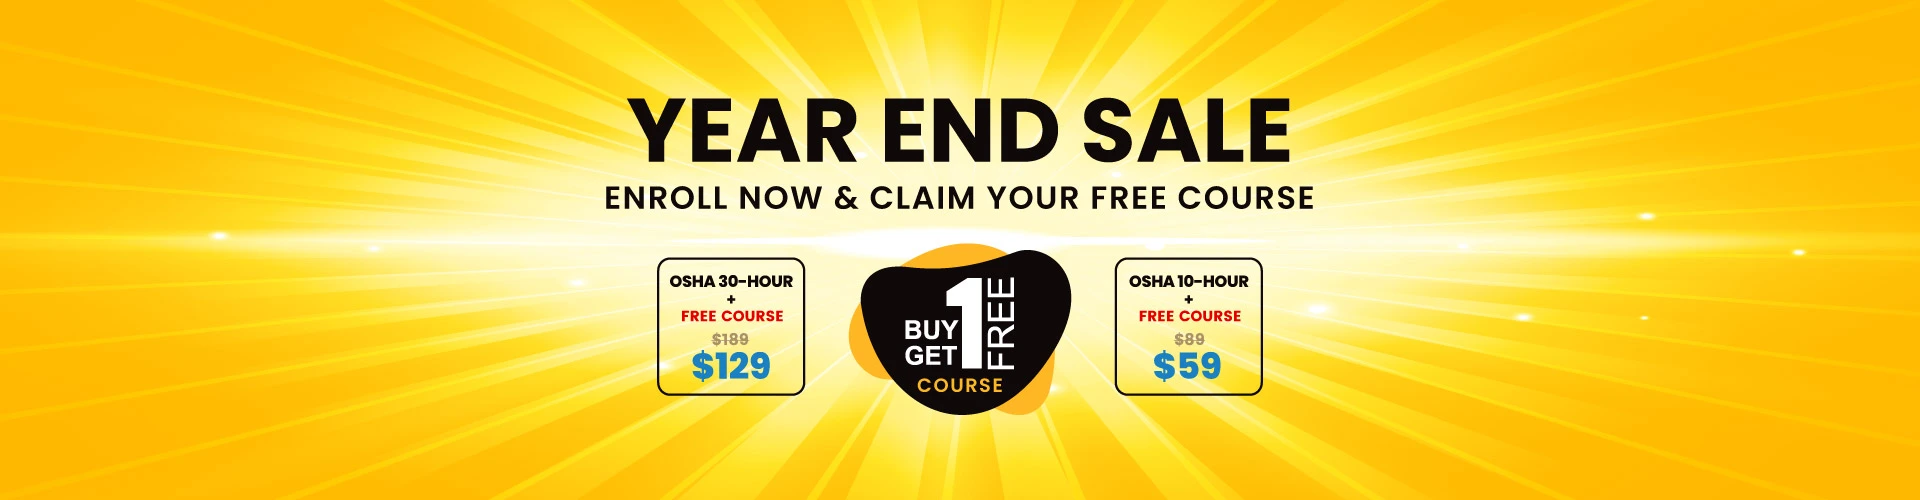 YEAR END SALE
ENROLL NOW & CLAIM YOUR FREE COURSE
OSHA 30-HOUR
+
FREE COURSE
$189
$129
BUY 1 FREE
GET
COURSE
OSHA 10-HOUR
+
FREE COURSE
$89
$59